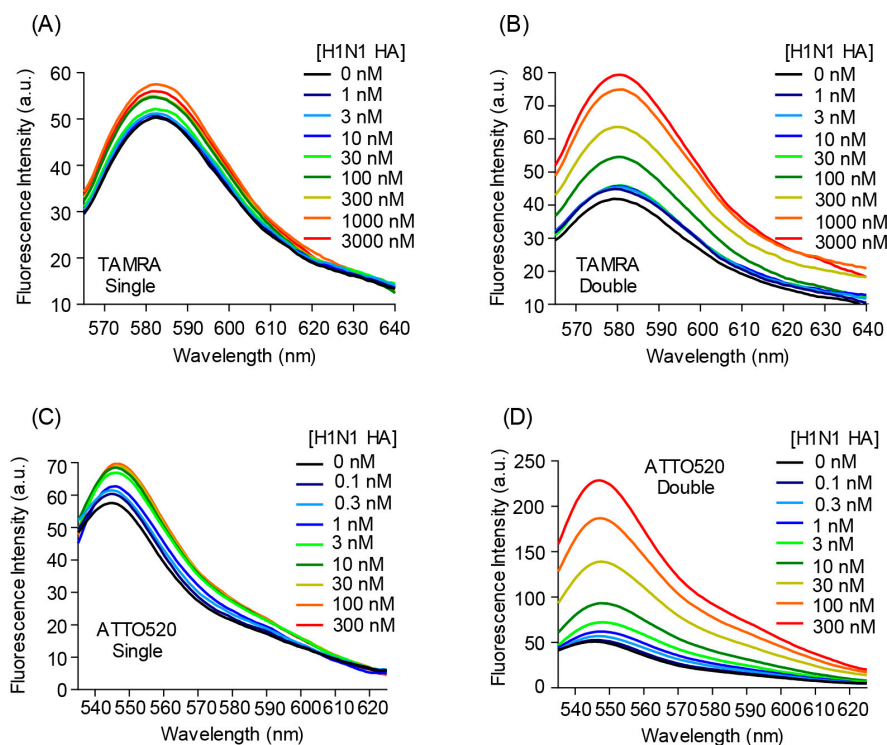 (A)
[H1N1 HA]
0 nM
1 nM
3 nM
10 nM
30 nM
100 nM
300 nM
1000 nM
3000 nM
Fluorescence Intensity (a.u.)
60
50
40
30
20
10
TAMRA
Single
570 580 590 600 610 620 630 640
Wavelength (nm)
(B)
[H1N1 HA]
0 nM
1 nM
3 nM
10 nM
30 nM
100 nM
300 nM
1000 nM
3000 nM
Fluorescence Intensity (a.u.)
80
70
60
50
40
30
20
10
TAMRA
Double
570 580 590 600 610 620 630 640
Wavelength (nm)
(C)
[H1N1 HA]
0 nM
0.1 nM
0.3 nM
1 nM
3 nM
10 nM
30 nM
100 nM
300 nM
Fluorescence Intensity (a.u.)
70
60
50
40
30
20
10
0
ATTO520
Single
540 550 560 570 580 590 600 610 620
Wavelength (nm)
(D)
[H1N1 HA]
0 nM
0.1 nM
0.3 nM
1 nM
3 nM
10 nM
30 nM
100 nM
300 nM
Fluorescence Intensity (a.u.)
250
200
150
100
50
0
ATTO520
Double
540 550 560 570 580 590 600 610 620
Wavelength (nm)